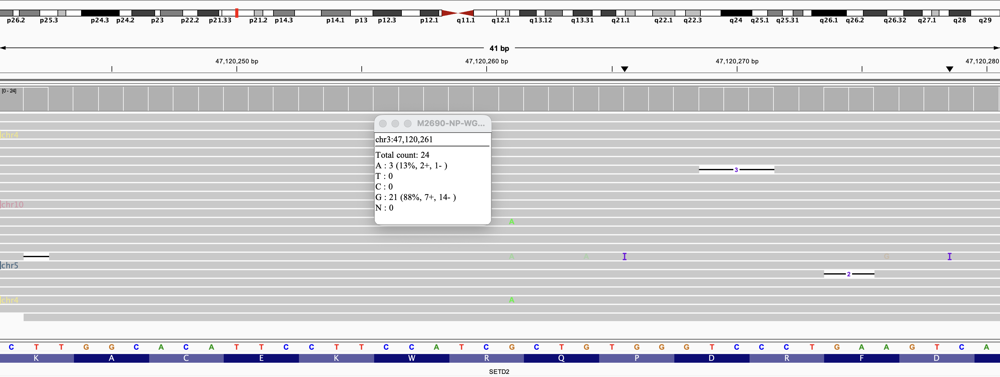 p26.2 p25.3 p24.3 p24.2 p23 p22.2 p21.33 p21.2 p14.3 p14.1 p13 p12.3 p12.1 q11.1 q12.1 q13.12 q13.31 q21.1 q22.1 q22.3 q24 q25.1 q25.31 q26.1 q26.2 q26.32 q27.1 q28 q29
41 bp
47,120,250 bp 47,120,260 bp 47,120,270 bp 47,120,280
[0 - 24]
M2690-NP-WG...
chr4
chr3:47,120,261
Total count: 24
A : 3 (13%, 2+, 1- )
3
T : 0
C : 0
G : 21 (88%, 7+, 14- )
chr10
N : 0
A
A A I G I
chr5
2
chr4 A
C T T G G C A C A T T C C T T C C A T C G C T G T G G G T C C C T G A A G T C A
K A C E K W R Q P D R F D
SETD2